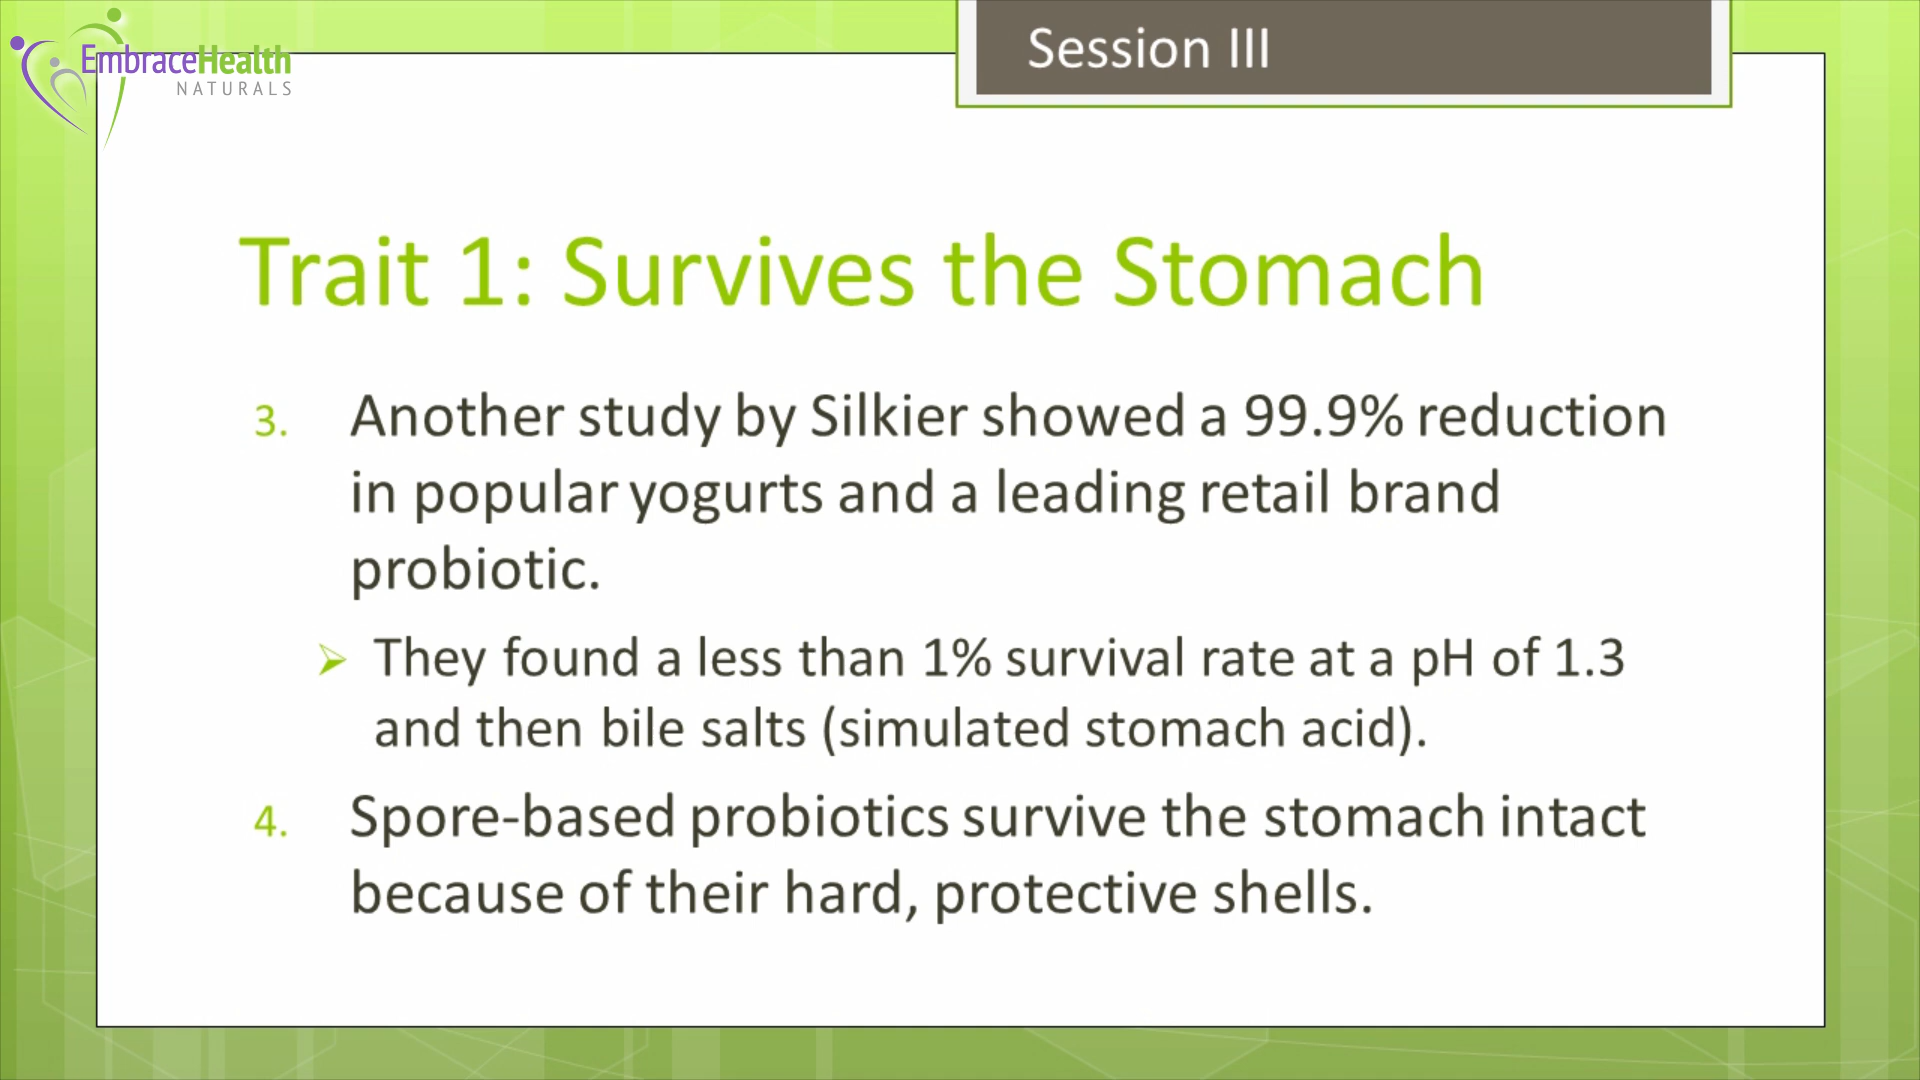 EmbraceHealth
NATURALS
Session III
Trait 1: Survives the Stomach
3. Another study by Silkier showed a 99.9% reduction
in popular yogurts and a leading retail brand
probiotic.
➢ They found a less than 1% survival rate at a pH of 1.3
and then bile salts (simulated stomach acid).
4. Spore-based probiotics survive the stomach intact
because of their hard, protective shells.